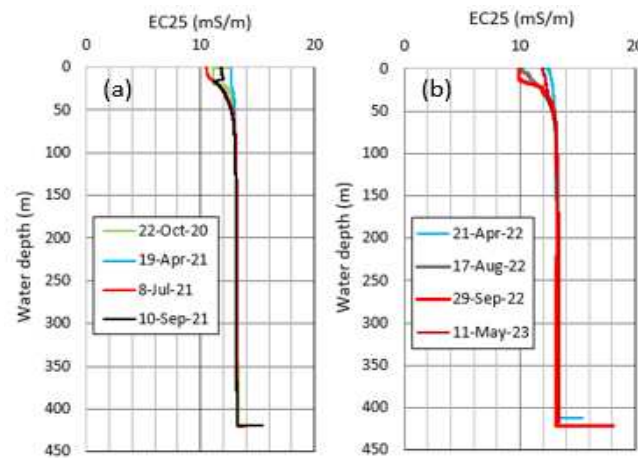 EC25 (mS/m)
0 10 20
0
50
100
150
200
250
300
350
400
450
Water depth (m)
(a)
22-Oct-20
19-Apr-21
8-Jul-21
10-Sep-21
EC25 (mS/m)
0 10 20
0
50
100
150
200
250
300
350
400
450
Water depth (m)
(b)
21-Apr-22
17-Aug-22
29-Sep-22
11-May-23